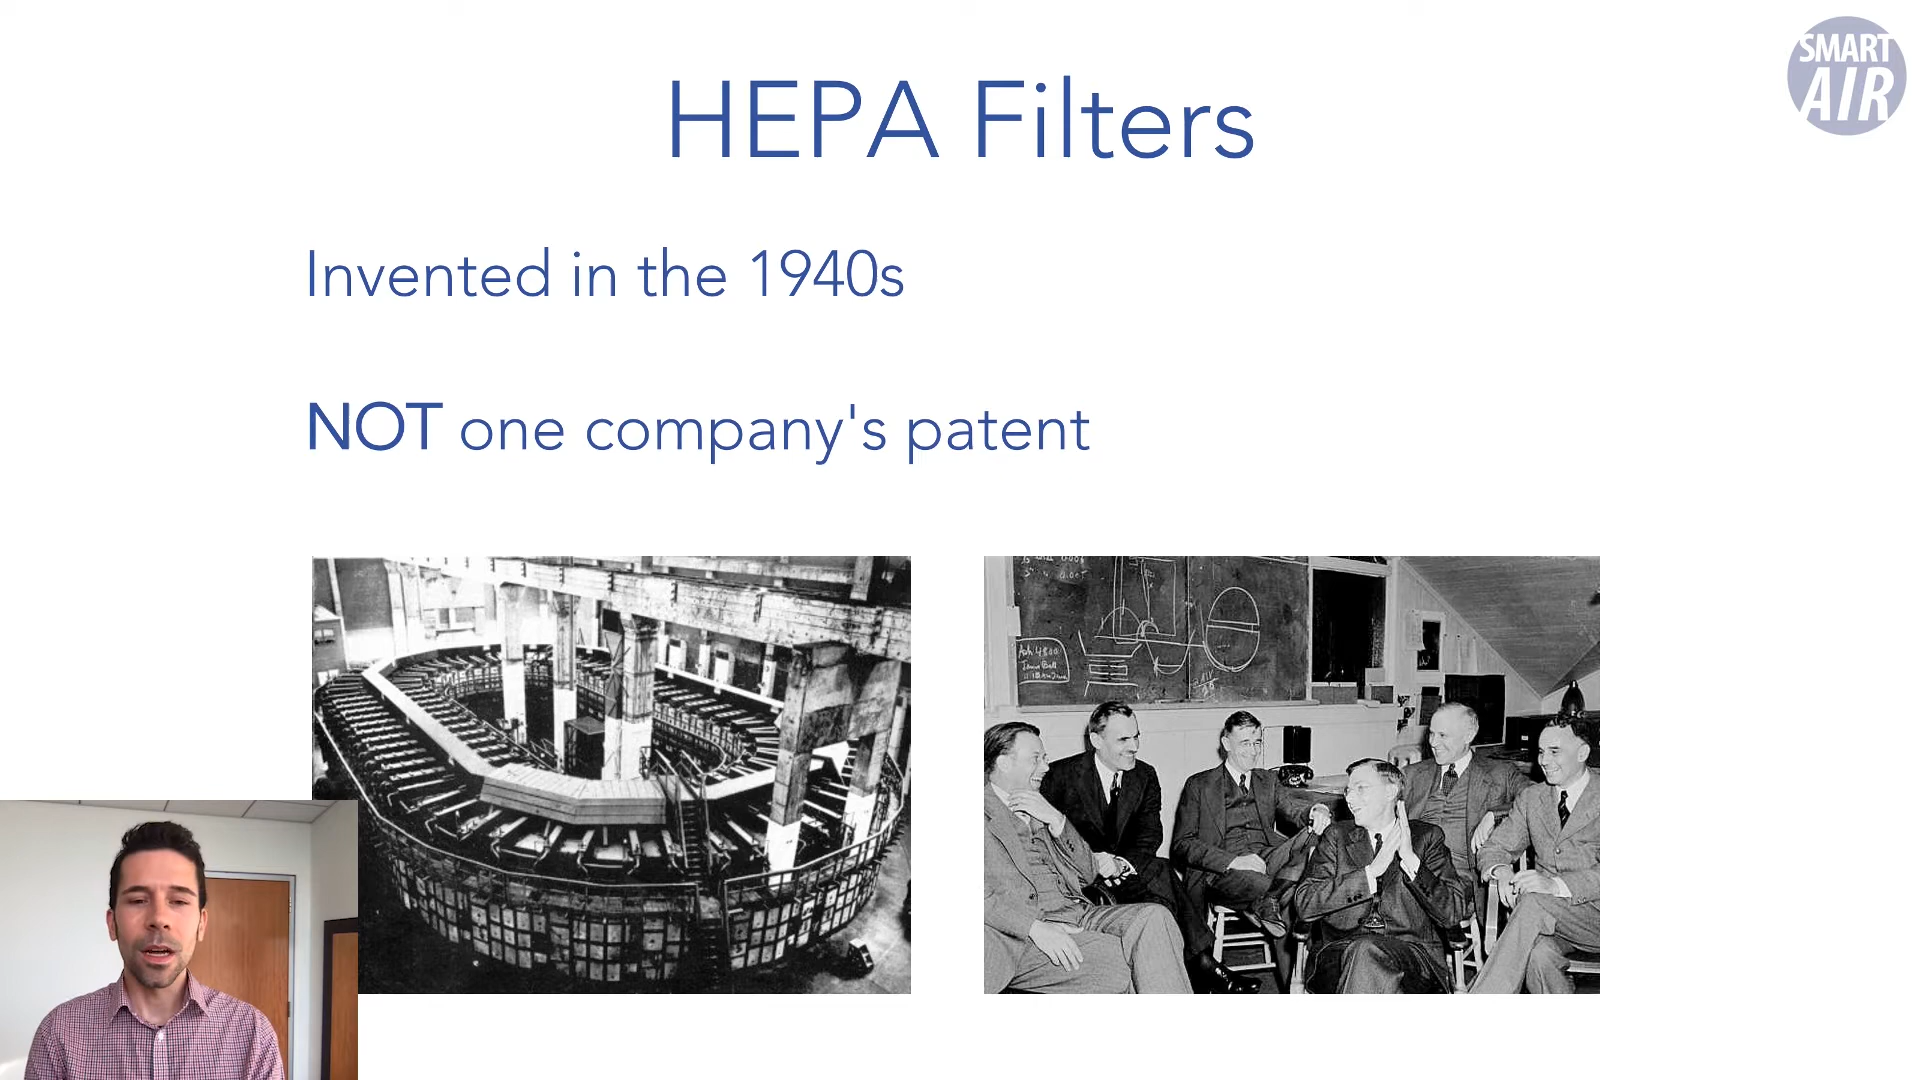 SMART
AIR
HEPA Filters
Invented in the 1940s
NOT one company's patent